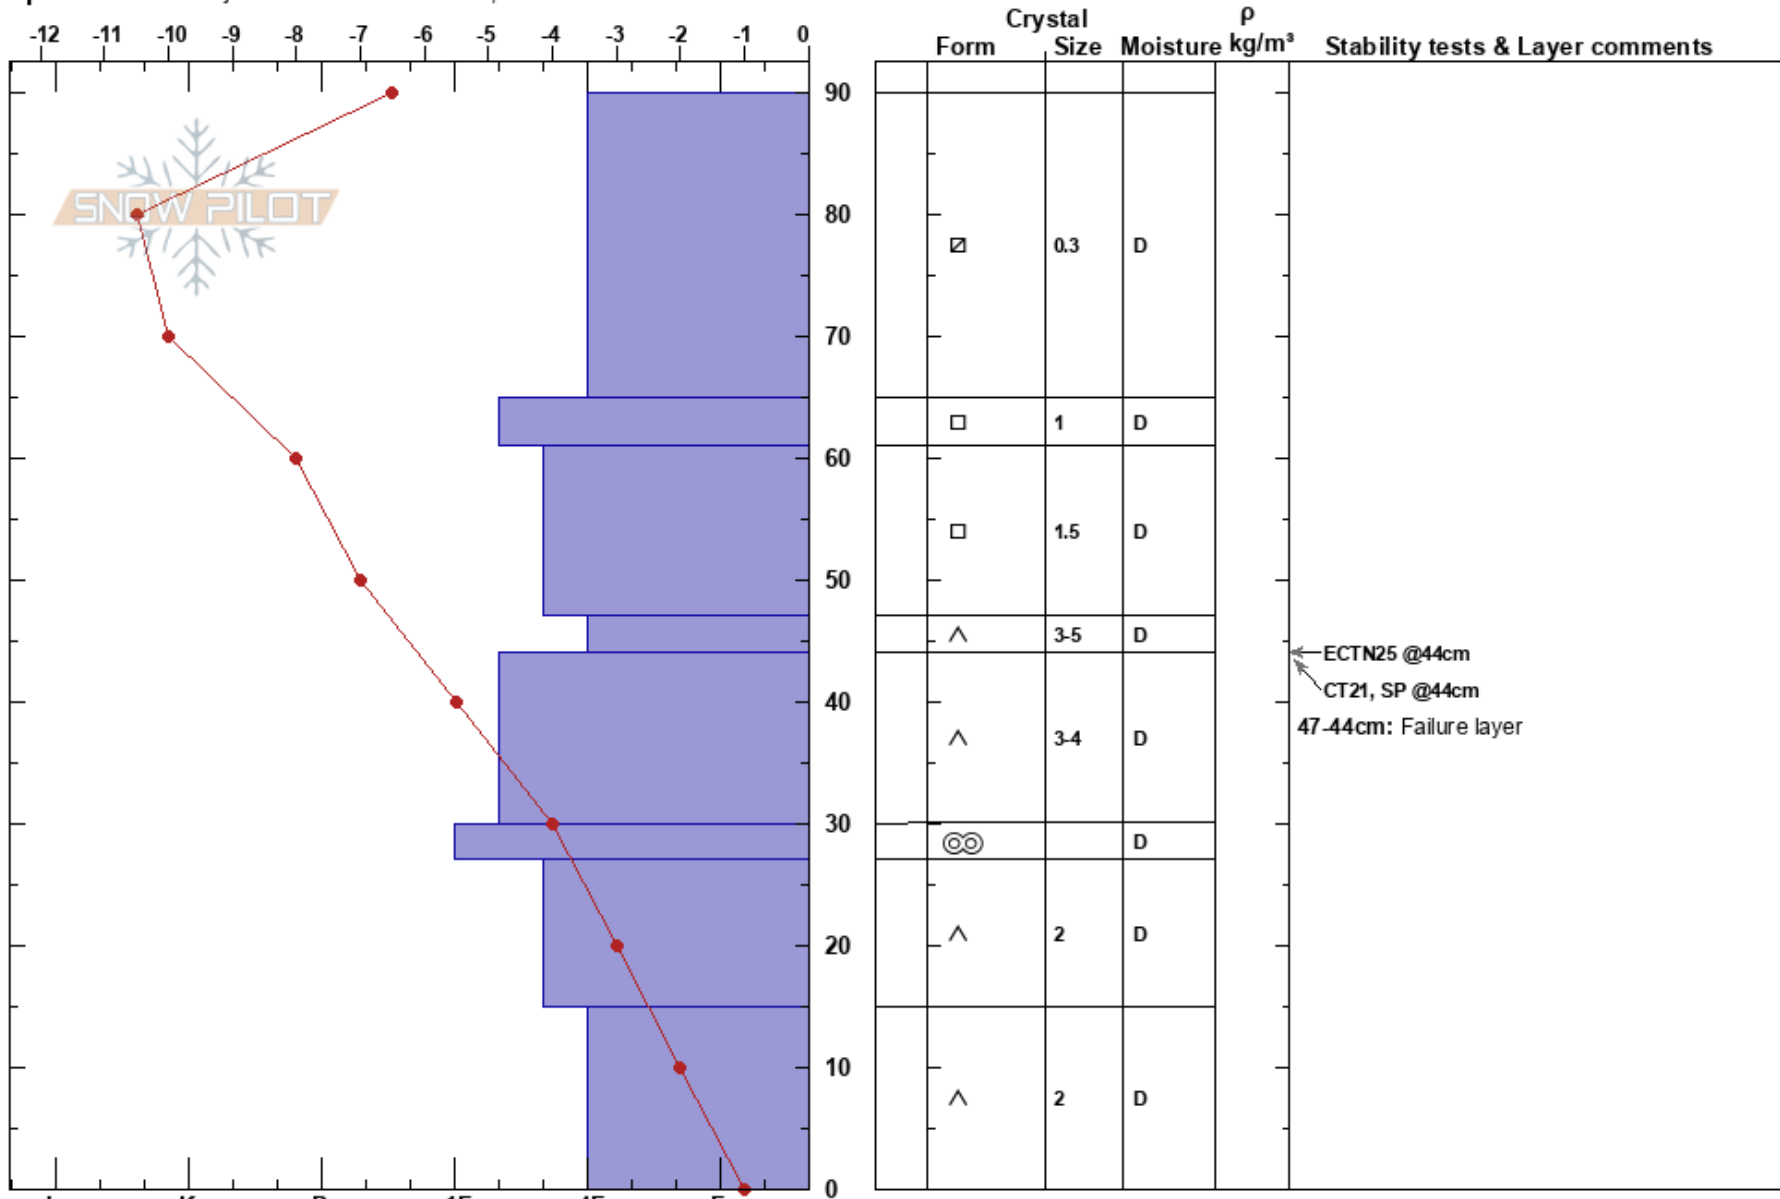 Crystal ρ
Form Size Moisture kg/m³ Stability tests & Layer comments
-12 -11 -10 -9 -8 -7 -6 -5 -4 -3 -2 -1 0
90
SNOW PILOT
80
0.3 D
70
1 D
60
1.5 D
50
3-5 D
ECTN25 @44cm
CT21, SP @44cm
40
47-44cm: Failure layer
3-4 D
30
D
2 D
20
10
2 D
0